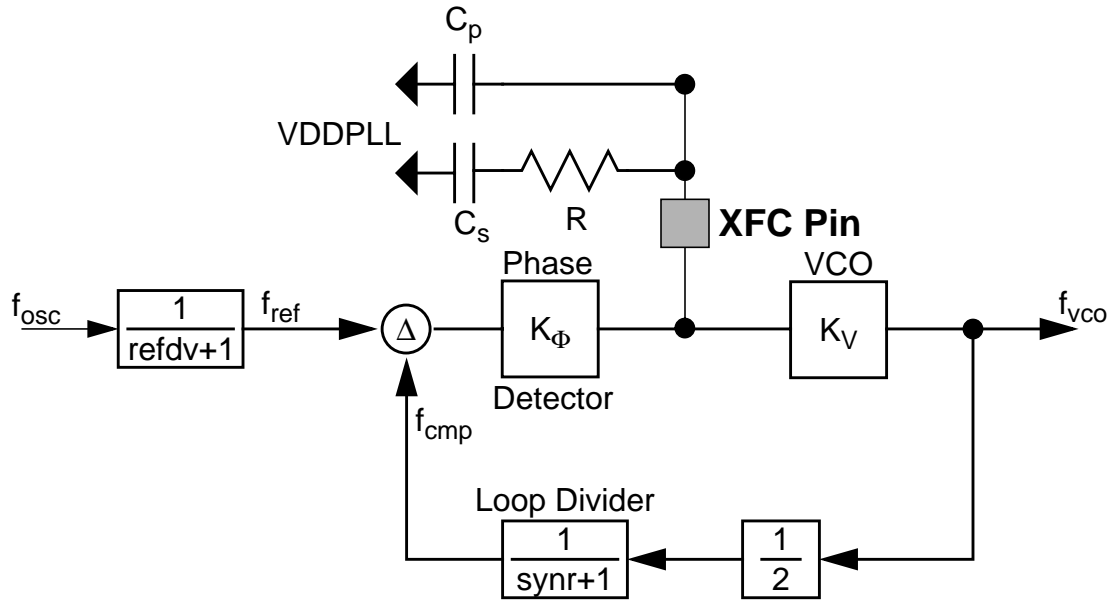 Cp
VDDPLL
Cs
R
XFC Pin
Phase
VCO
fosc
1
refdv+1
fref
Δ
KΦ
KV
fvco
Detector
fcmp
Loop Divider
1
synr+1
1
2